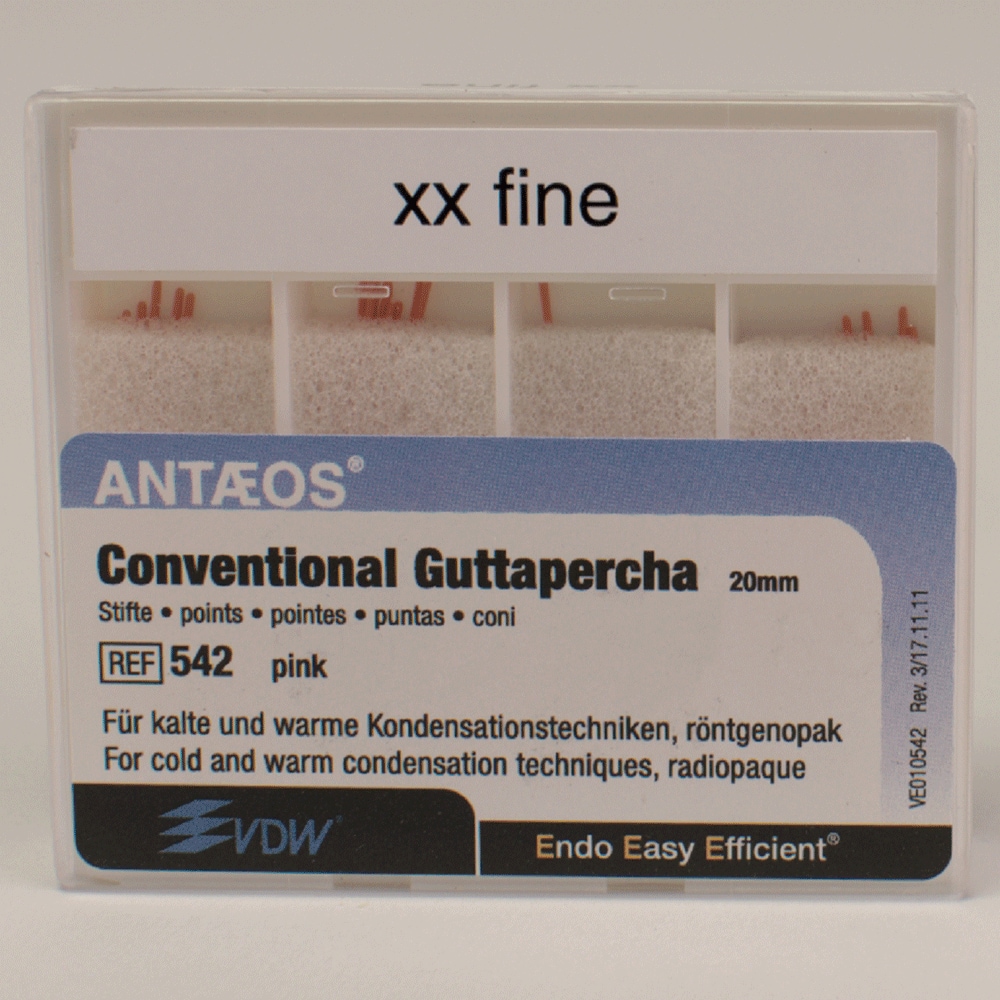 xx fine
ANTÆOS®
Conventional Guttapercha 20mm
Stifte • points • pointes • puntas • coni
REF 542 pink
Für kalte und warme Kondensationstechniken, röntgenopak
For cold and warm condensation techniques, radiopaque
VE010542 Rev. 3/17.11.11
VDW®
Endo Easy Efficient®